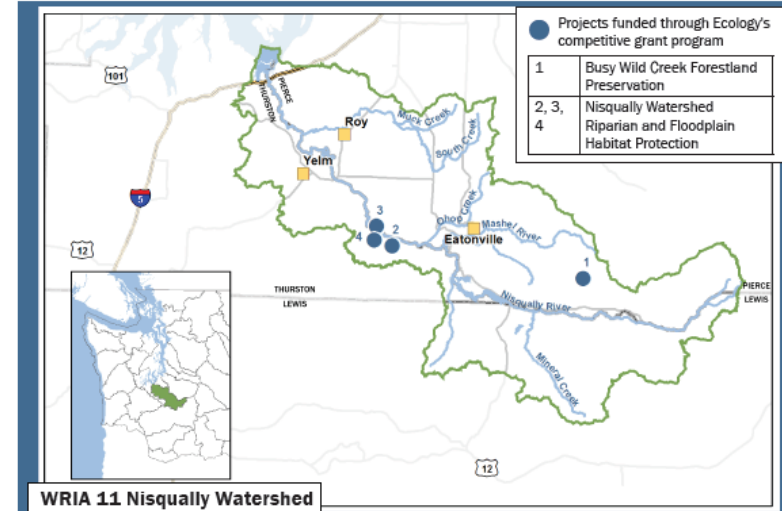 Projects funded through Ecology's
competitive grant program
1
Busy Wild Creek Forestland
Preservation
2, 3,
4
Nisqually Watershed
Riparian and Floodplain
Habitat Protection
101
THURSTON
PIERCE
Roy
Muck Creek
South Creek
Yelm
5
3
4
2
Ohop Creek
Mashel River
Eatonville
12
1
THURSTON
LEWIS
Nisqually River
PIERCE
LEWIS
Mineral Creek
12
WRIA 11 Nisqually Watershed